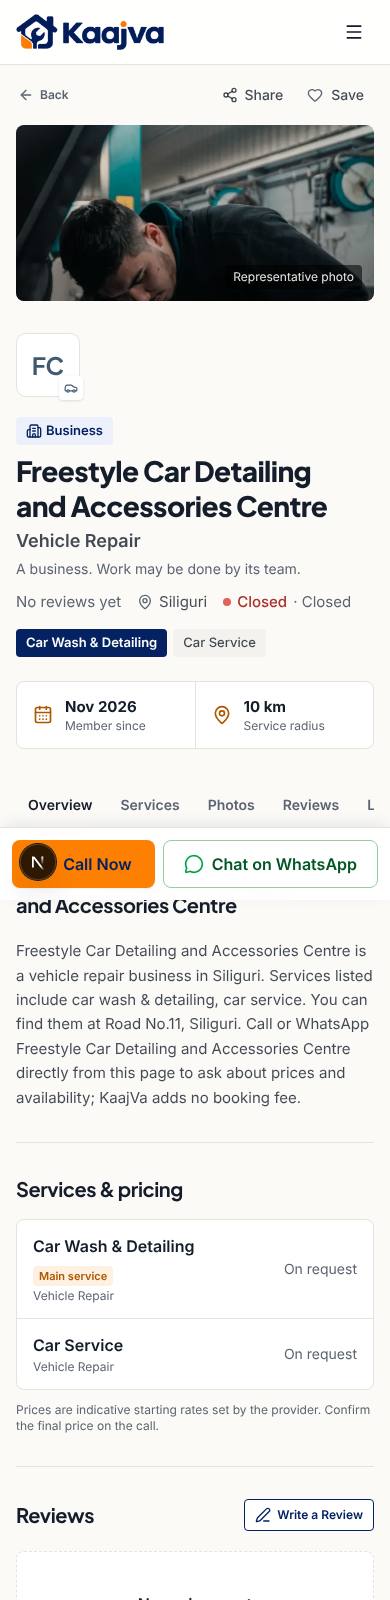 Kaajva
Back
Share
Save
Representative photo
FC
Business
Freestyle Car Detailing
and Accessories Centre
Vehicle Repair
A business. Work may be done by its team.
No reviews yet Siliguri Closed · Closed
Car Wash & Detailing
Car Service
Nov 2026
Member since
10 km
Service radius
Overview Services Photos Reviews L
N
Call Now
Chat on WhatsApp
and Accessories Centre
Freestyle Car Detailing and Accessories Centre is
a vehicle repair business in Siliguri. Services listed
include car wash & detailing, car service. You can
find them at Road No.11, Siliguri. Call or WhatsApp
Freestyle Car Detailing and Accessories Centre
directly from this page to ask about prices and
availability; KaajVa adds no booking fee.
Services & pricing
Car Wash & Detailing
Main service
Vehicle Repair
On request
Car Service
Vehicle Repair
On request
Prices are indicative starting rates set by the provider. Confirm
the final price on the call.
Reviews
Write a Review